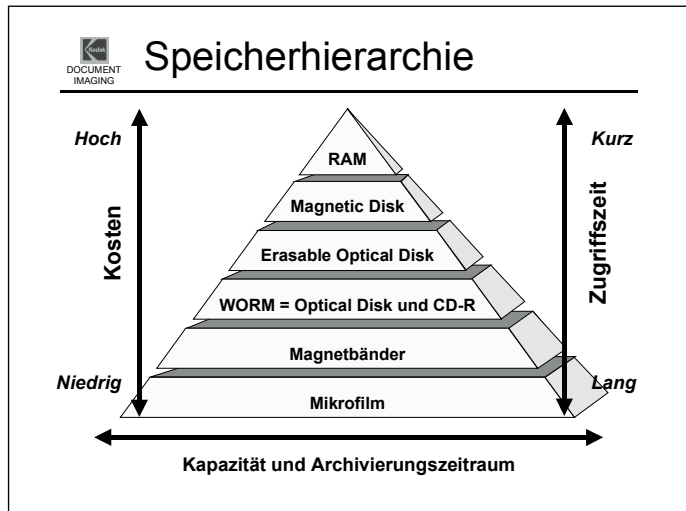 Kodak
DOCUMENT
IMAGING
Speicherhierarchie
Hoch
Kurz
RAM
Magnetic Disk
Kosten
Zugriffszeit
Erasable Optical Disk
WORM = Optical Disk und CD-R
Magnetbänder
Niedrig
Lang
Mikrofilm
Kapazität und Archivierungszeitraum